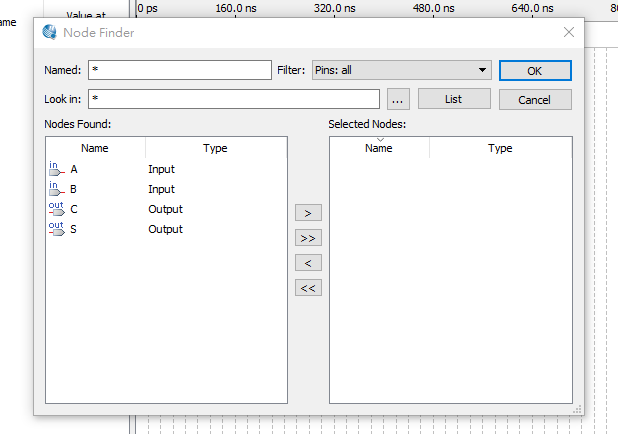 ame
Value at
0 ps 160.0 ns 320.0 ns 480.0 ns 640.0 ns 80
Node Finder
Named: * Filter: Pins: all OK
Look in: * ... List Cancel
Nodes Found: Selected Nodes:
Name Type Name Type
in A Input
in B Input
out C Output
out S Output
>
>>
<
<<